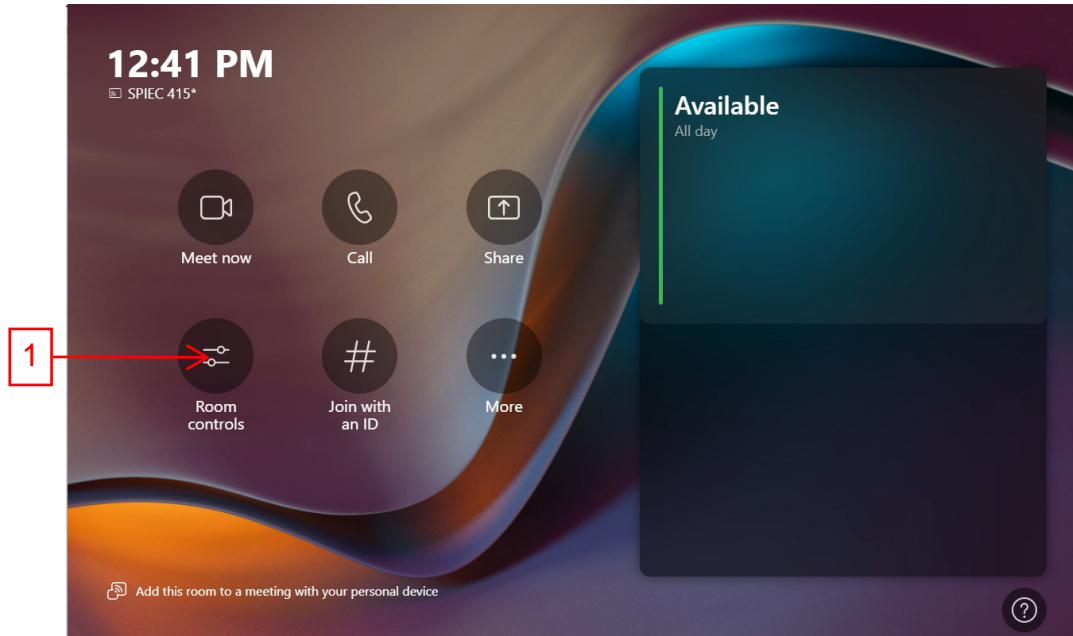 12:41 PM
SPIEC 415*
Available
All day
Meet now
Call
Share
1
Room
controls
Join with
an ID
More
Add this room to a meeting with your personal device
?